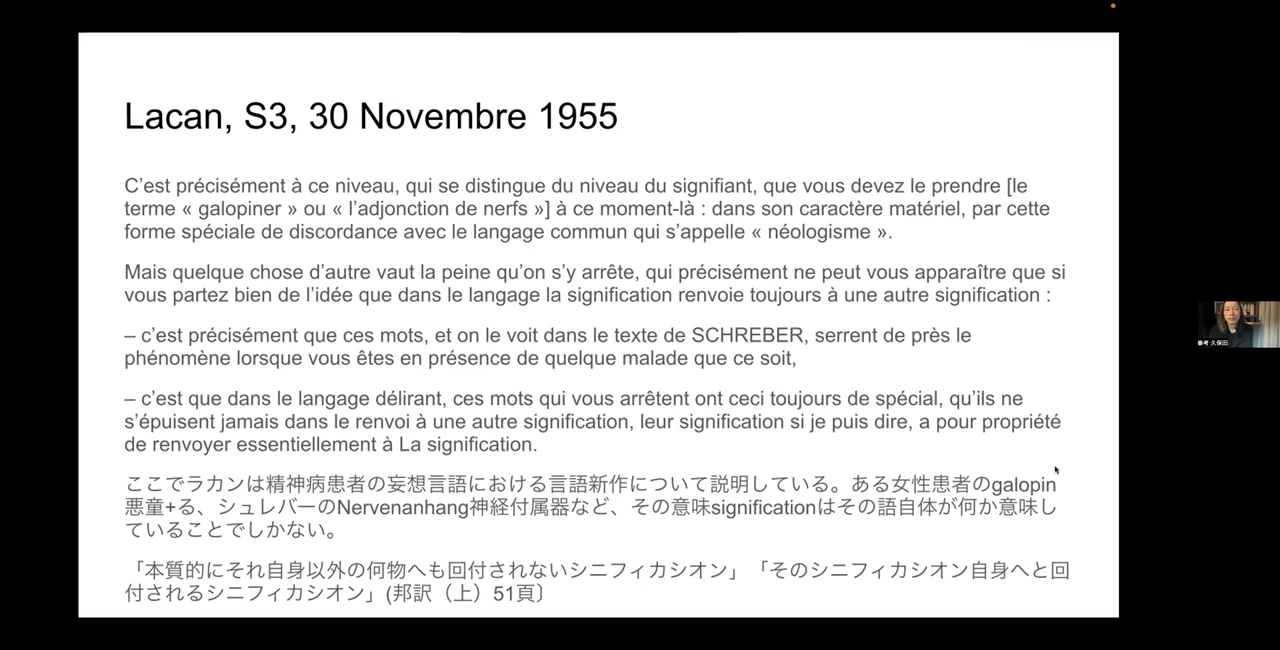 Lacan, S3, 30 Novembre 1955
C’est précisément à ce niveau, qui se distingue du niveau du signifiant, que vous devez le prendre [le
terme « galopiner » ou « l’adjonction de nerfs »] à ce moment-là : dans son caractère matériel, par cette
forme spéciale de discordance avec le langage commun qui s’appelle « néologisme ».
Mais quelque chose d’autre vaut la peine qu’on s’y arrête, qui précisément ne peut vous apparaître que si
vous partez bien de l’idée que dans le langage la signification renvoie toujours à une autre signification :
– c’est précisément que ces mots, et on le voit dans le texte de SCHREBER, serrent de près le
phénomène lorsque vous êtes en présence de quelque malade que ce soit,
– c’est que dans le langage délirant, ces mots qui vous arrêtent ont ceci toujours de spécial, qu’ils ne
s’épuisent jamais dans le renvoi à une autre signification, leur signification si je puis dire, a pour propriété
de renvoyer essentiellement à La signification.
ここでラカンは精神病患者の妄想言語における言語新作について説明している。ある女性患者のgalopin
悪童+る、シュレバーのNervenanhang神経付属器など、その意味significationはその語自体が何か意味し
ていることでしかない。
「本質的にそれ自身以外の何物へも回付されないシニフィカシオン」「そのシニフィカシオン自身へと回
付されるシニフィカシオン」(邦訳（上）51頁〕
泰考 久保田